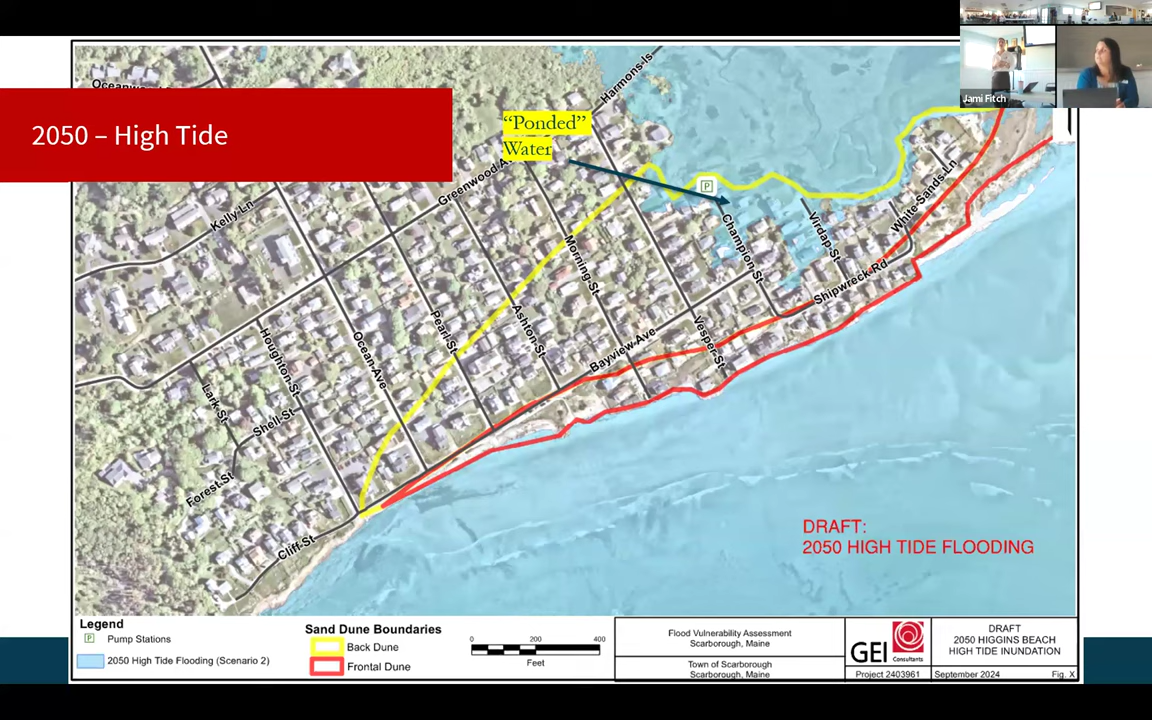 2050 – High Tide
Jami Fitch
Harmons Is
“Ponded”
Water
Greenwood A
Kelly Ln
P
Champion St
Virdap St
White Sands Ln
Morning St
Shipwreck Rd
Ashton St
Pearl St
Ocean Ave
Houghton St
Bayview Ave
Vesper St
Lark St
Shell St
Forest St
Cliff St
DRAFT:
2050 HIGH TIDE FLOODING
Legend
P Pump Stations
2050 High Tide Flooding (Scenario 2)
Sand Dune Boundaries
Back Dune
Frontal Dune
0 200 400
Feet
Flood Vulnerability Assessment
Scarborough, Maine
Town of Scarborough
Scarborough, Maine
GEI Consultants
Project 2403961
DRAFT
2050 HIGGINS BEACH
HIGH TIDE INUNDATION
September 2024 Fig. X